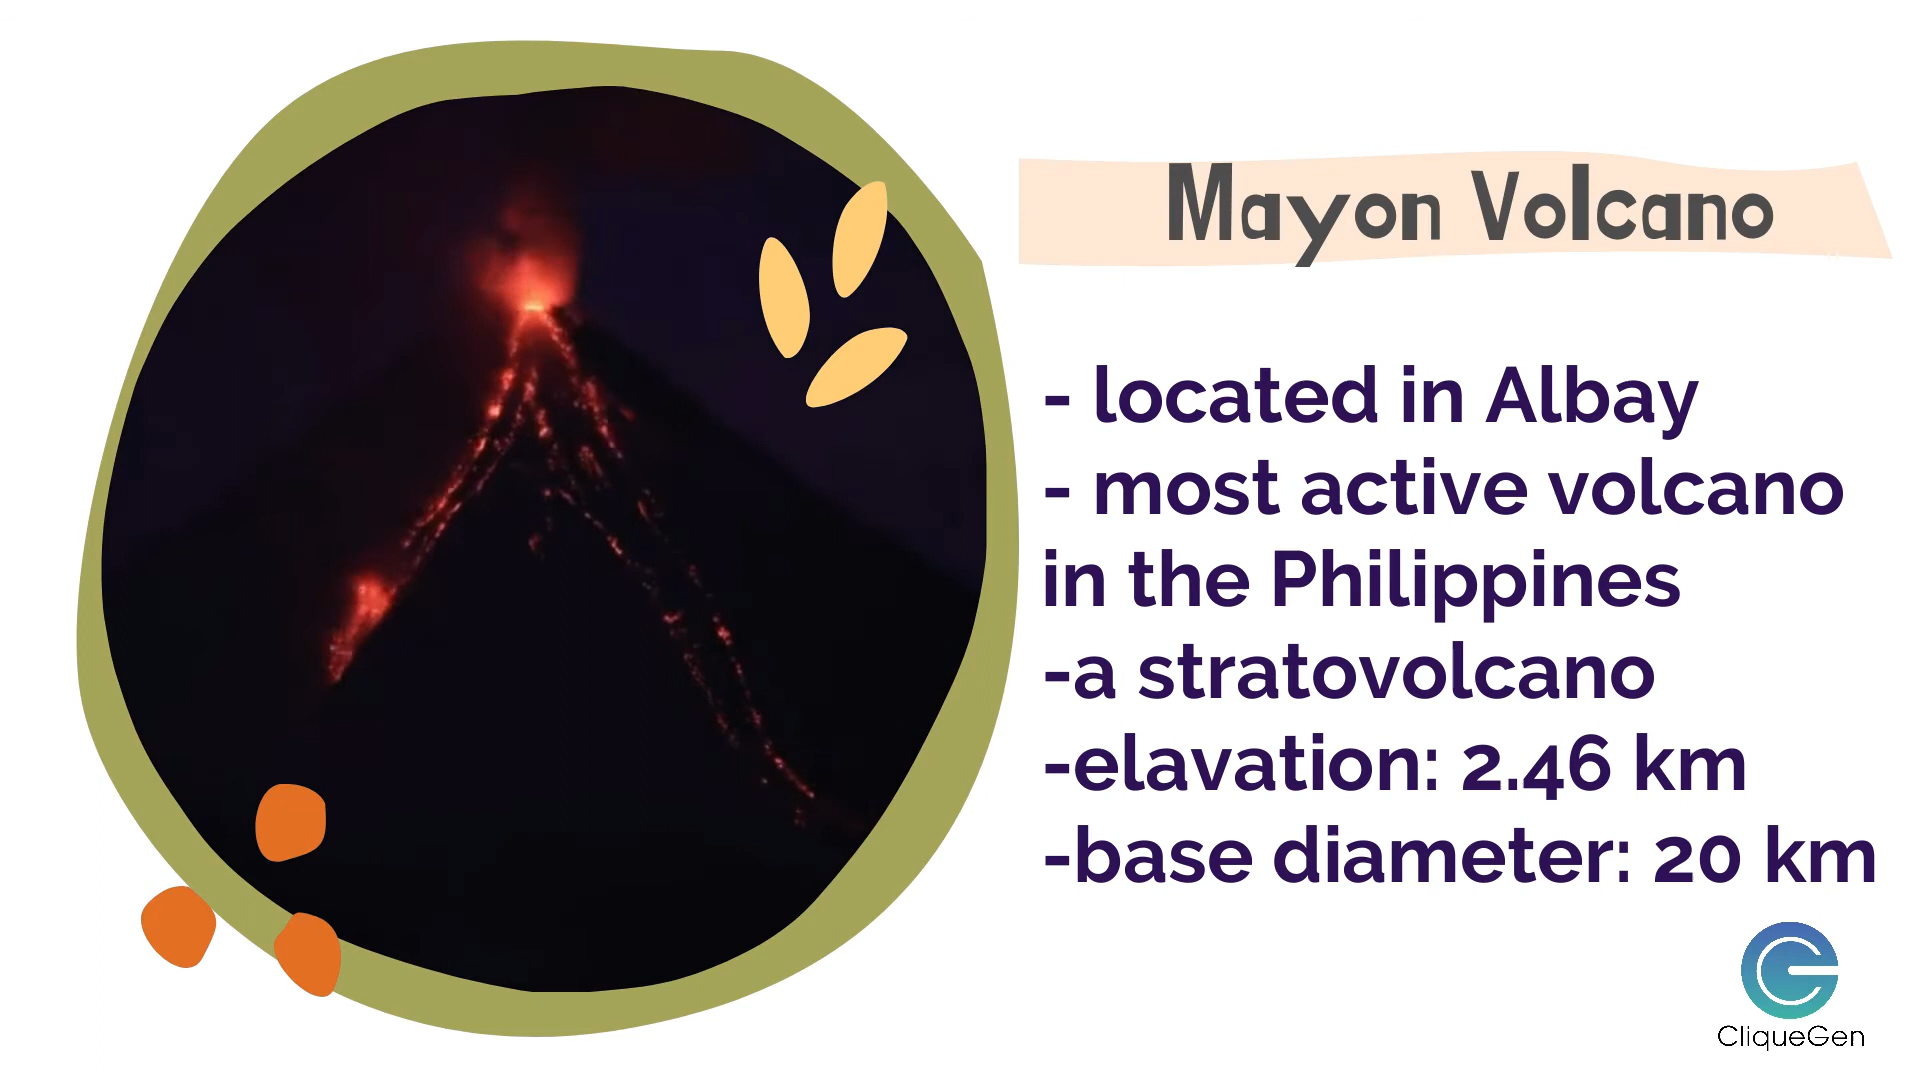 Mayon Volcano
- located in Albay
- most active volcano
in the Philippines
-a stratovolcano
-elavation: 2.46 km
-base diameter: 20 km
CliqueGen